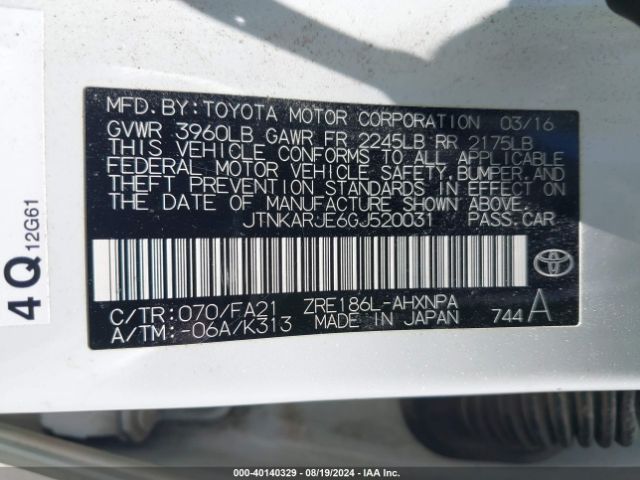 MFD.BY:TOYOTA MOTOR CORPORATION 03/16
GVWR 3960LB GAWR FR 2245LB RR 2175LB
THIS VEHICLE CONFORMS TO ALL APPLICABLE
FEDERAL MOTOR VEHICLE SAFETY,BUMPER,AND
THEFT PREVENTION STANDARDS IN EFFECT ON
THE DATE OF MANUFACTURE SHOWN ABOVE.
JTNKARJE6GJ520031 PASS.CAR
C/TR:070/FA21 ZRE186L-AHXNPA
A/TM:-06A/K313 MADE IN JAPAN 744 A
4Q 12G61
000-40140329 - 08/19/2024 - IAA Inc.